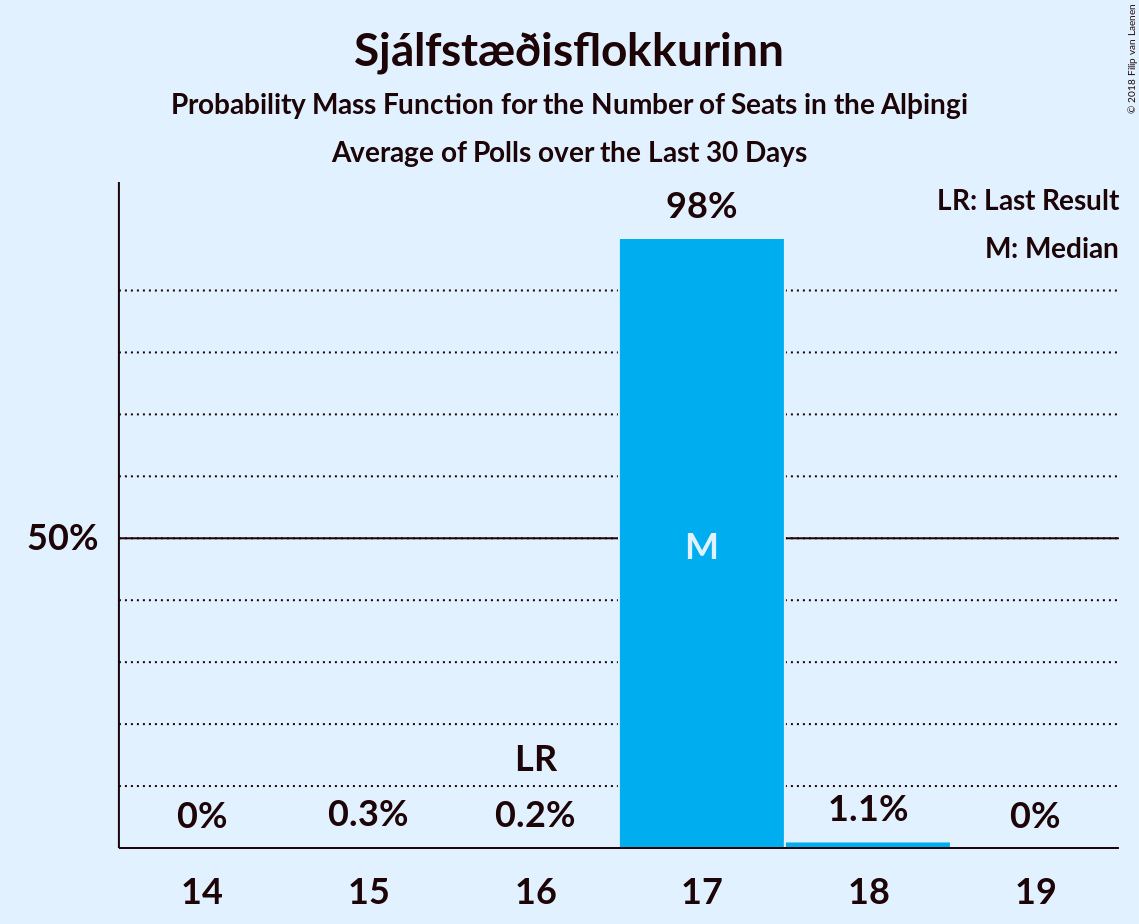 Sjálfstæðisflokkurinn
Probability Mass Function for the Number of Seats in the Alþingi
Average of Polls over the Last 30 Days
© 2018 Filip van Laenen
LR: Last Result
M: Median
98%
50%
M
LR
0%
0.3%
0.2%
1.1%
0%
14
15
16
17
18
19